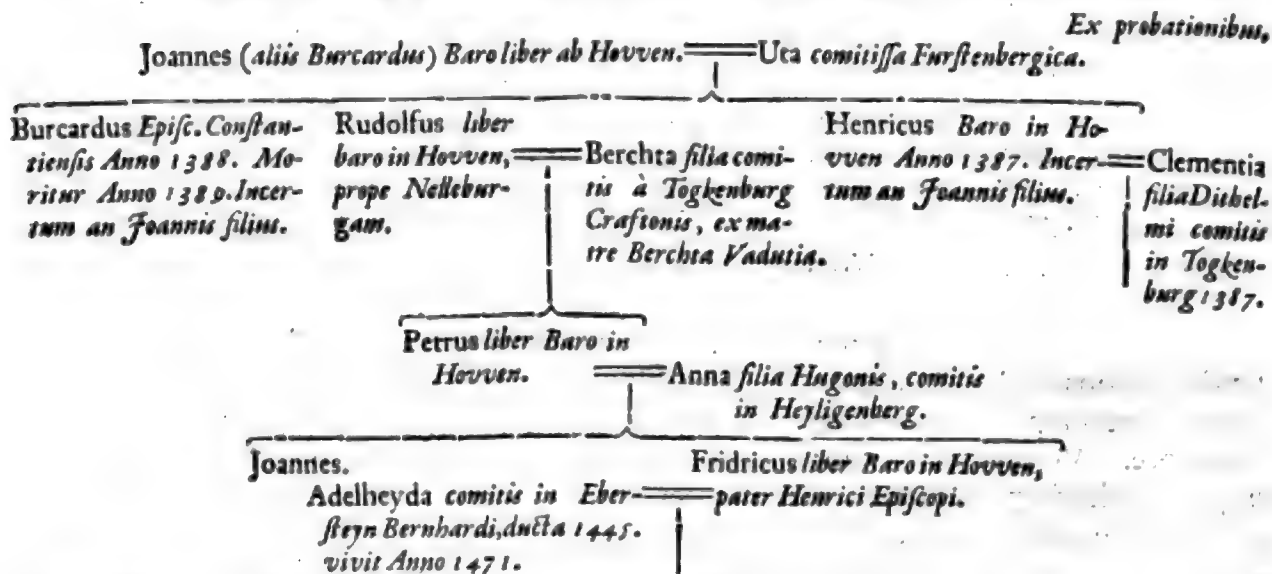 Ex probationibus.
Joannes (aliis Burcardus) Baro liber ab Hovven.
Uta comitiſſa Furſtenbergica.
Burcardus Epiſc. Conſtan-
tienſis Anno 1388. Mo-
ritur Anno 1389. Incer-
tum an Joannis filius.
Rudolfus liber
baro in Hovven,
prope Nellebur-
gam.
Berchta filia comi-
tis à Togkenburg
Craftonis, ex ma-
tre Berchta Vadutia.
Henricus Baro in Ho-
vven Anno 1387. Incer-
tum an Joannis filius.
Clementia
filia Dithel-
mi comitis
in Togken-
burg 1387.
Petrus liber Baro in
Hovven.
Anna filia Hugonis, comitis
in Heyligenberg.
Joannes.
Fridricus liber Baro in Hovven,
pater Henrici Epiſcopi.
Adelheyda comitis in Eber-
ſteyn Bernhardi, ducta 1445.
vivit Anno 1471.